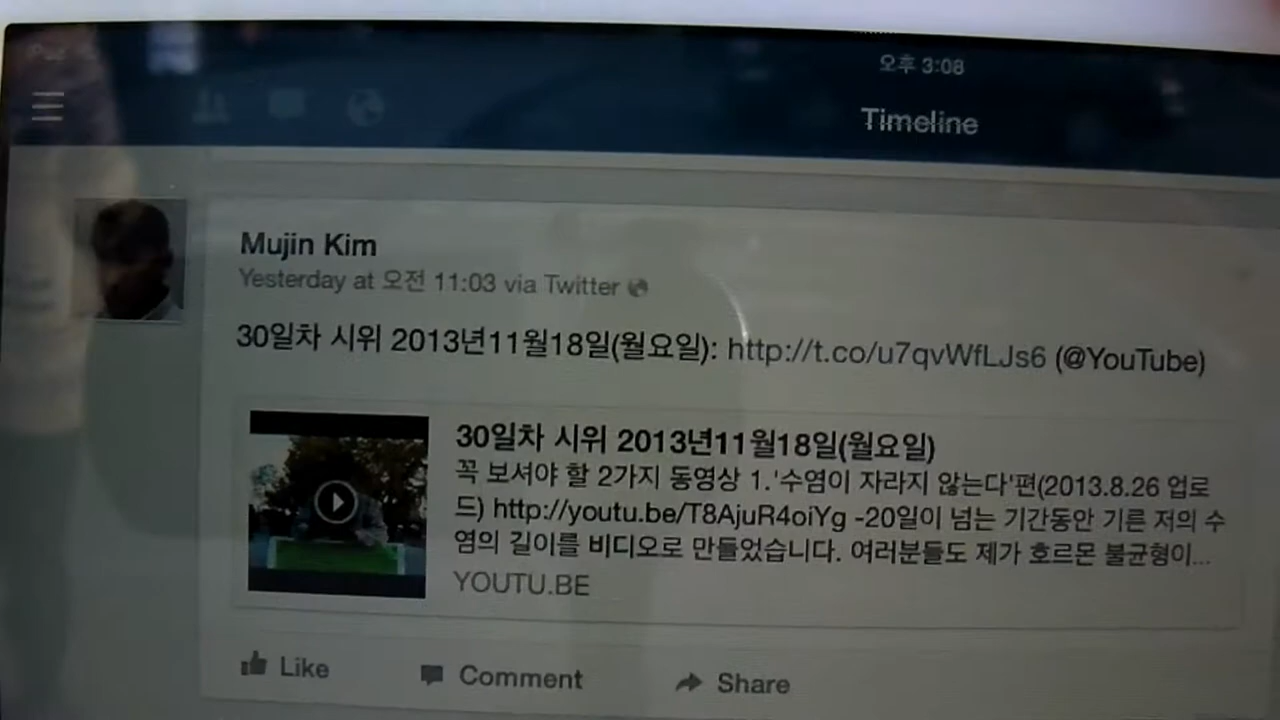 오후 3:08
Timeline
Mujin Kim
Yesterday at 오전 11:03 via Twitter
30일차 시위 2013년11월18일(월요일): http://t.co/u7qvWfLJs6 (@YouTube)
30일차 시위 2013년11월18일(월요일)
꼭 보셔야 할 2가지 동영상 1.'수염이 자라지 않는다'편(2013.8.26 업로
드) http://youtu.be/T8AjuR4oiYg -20일이 넘는 기간동안 기른 저의 수
염의 길이를 비디오로 만들었습니다. 여러분들도 제가 호르몬 불균형이...
YOUTU.BE
Like
Comment
Share